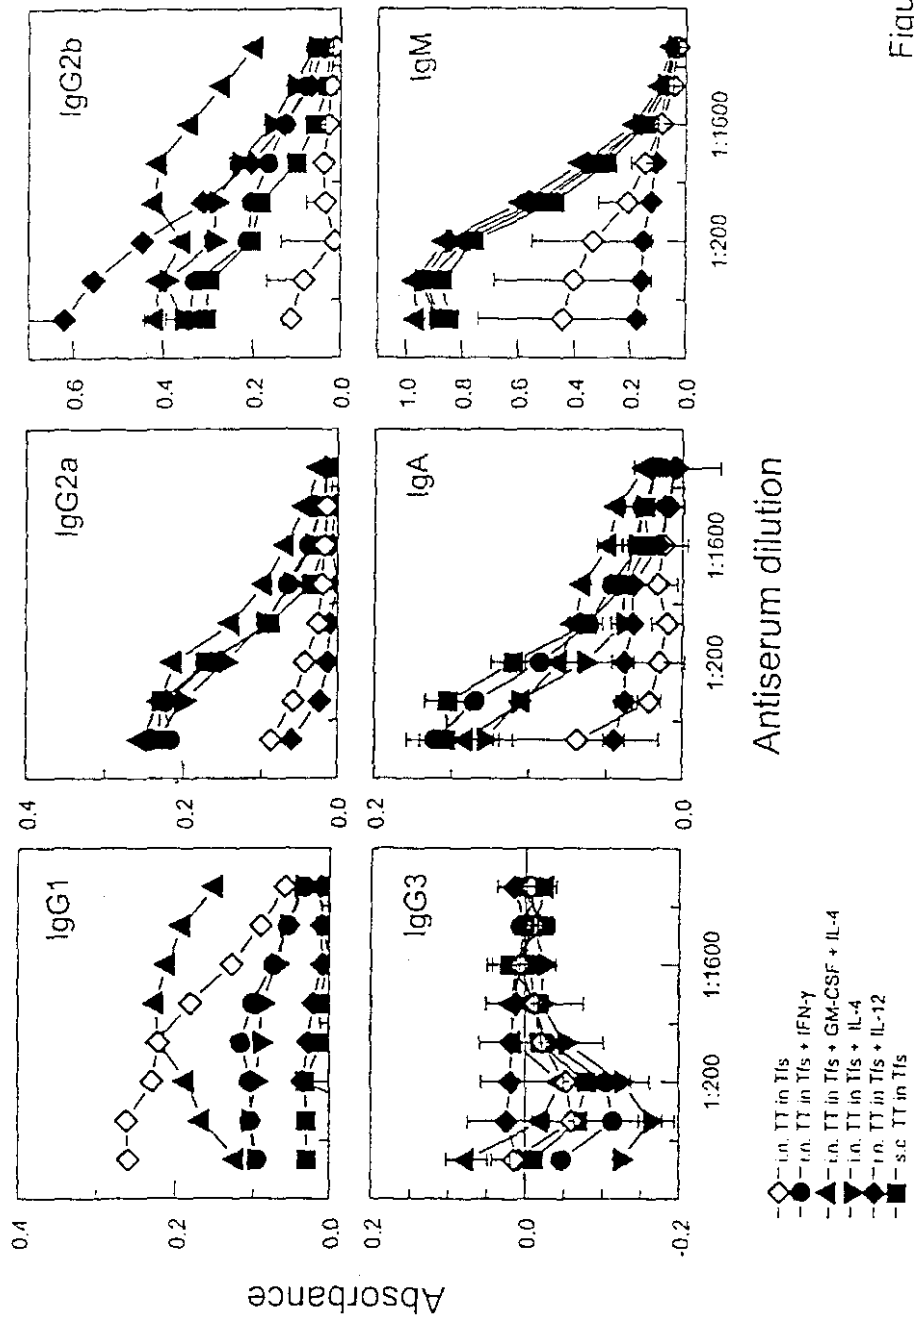 IgG1
0.4
0.2
0.0
IgG2a
0.4
0.2
0.0
IgG2b
0.6
0.4
0.2
0.0
IgG3
0.2
0.0
-0.2
1:200
1:1600
IgA
0.2
0.0
1:200
1:1600
IgM
1.0
0.8
0.6
0.4
0.2
0.0
1:200
1:1600
Absorbance
Antiserum dilution
i.n. TT in Tfs
i.n. TT in Tfs + IFN-γ
i.n. TT in Tfs + GM-CSF + IL-4
i.n. TT in Tfs + IL-4
i.n. TT in Tfs + IL-12
s.c TT in Tfs